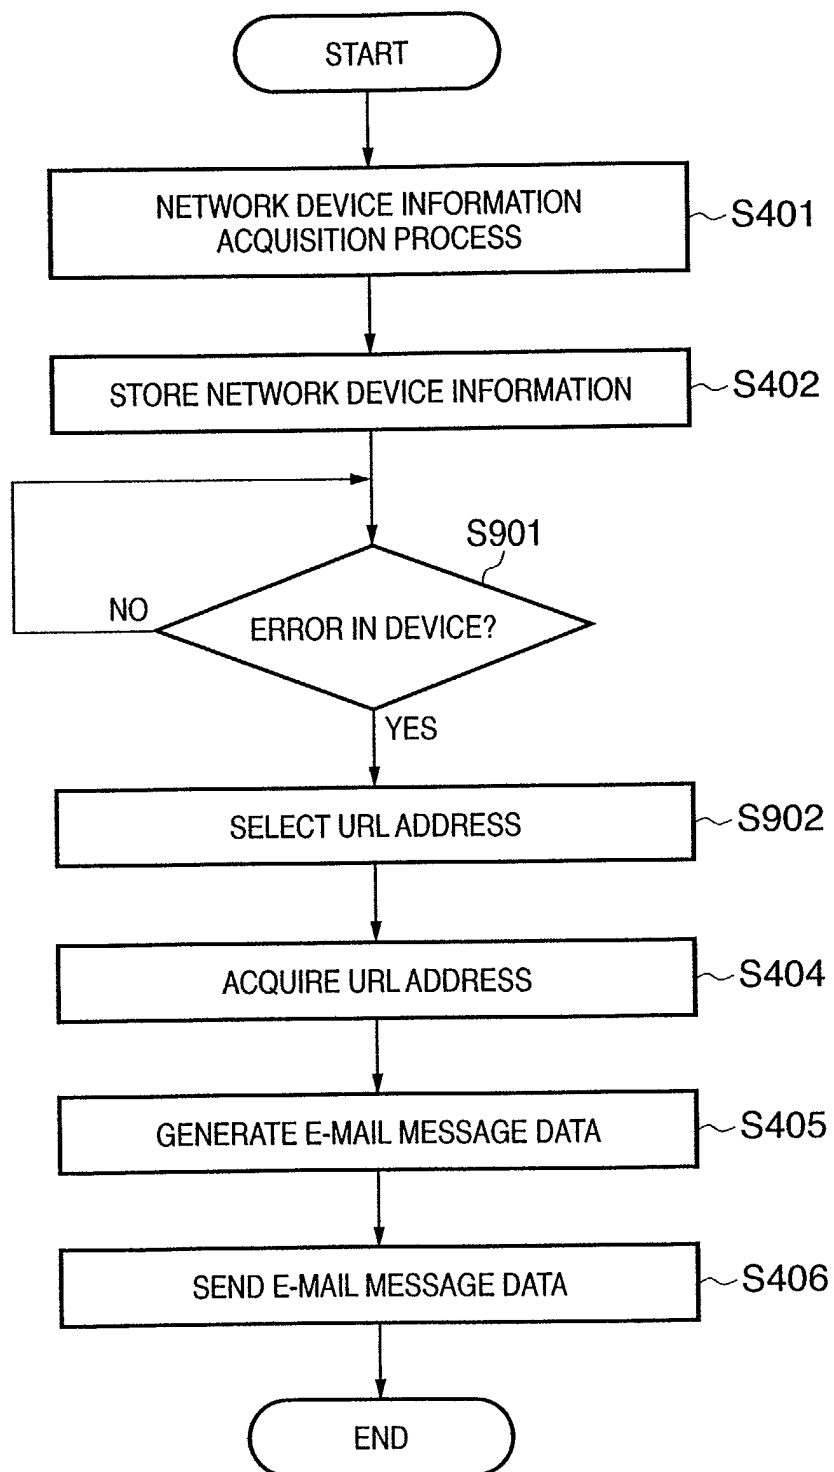 START
NETWORK DEVICE INFORMATION
ACQUISITION PROCESS
S401
STORE NETWORK DEVICE INFORMATION
S402
S901
NO
ERROR IN DEVICE?
YES
SELECT URL ADDRESS
S902
ACQUIRE URL ADDRESS
S404
GENERATE E-MAIL MESSAGE DATA
S405
SEND E-MAIL MESSAGE DATA
S406
END